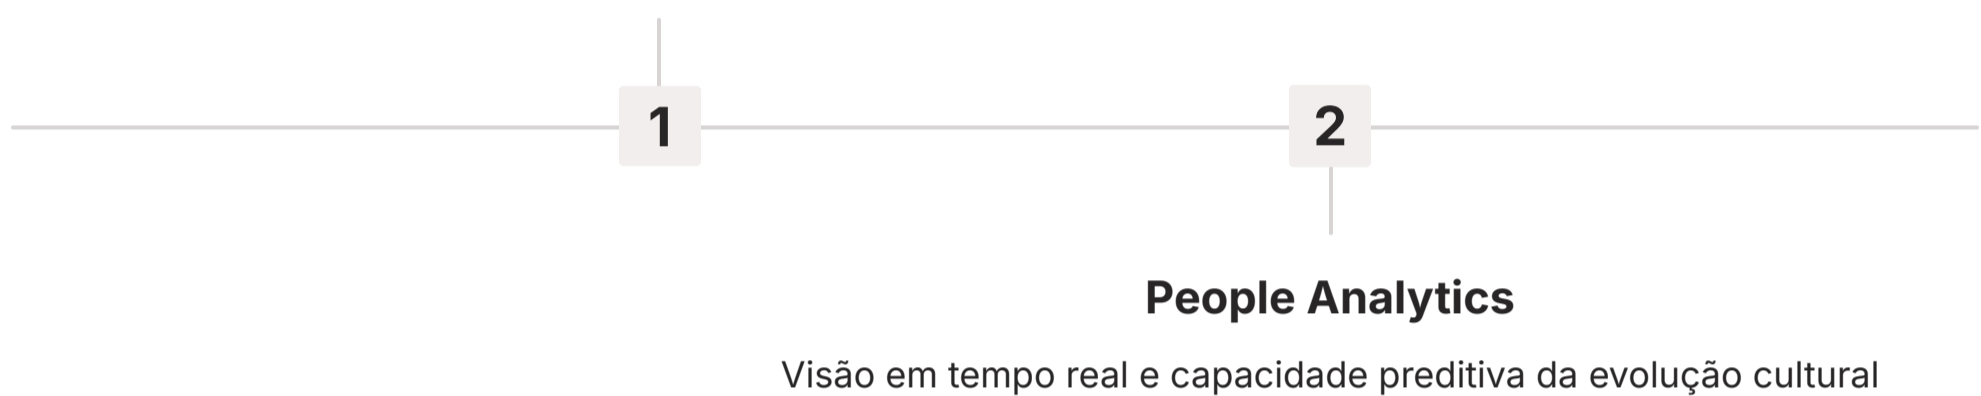 1
2
People Analytics
Visão em tempo real e capacidade preditiva da evolução cultural